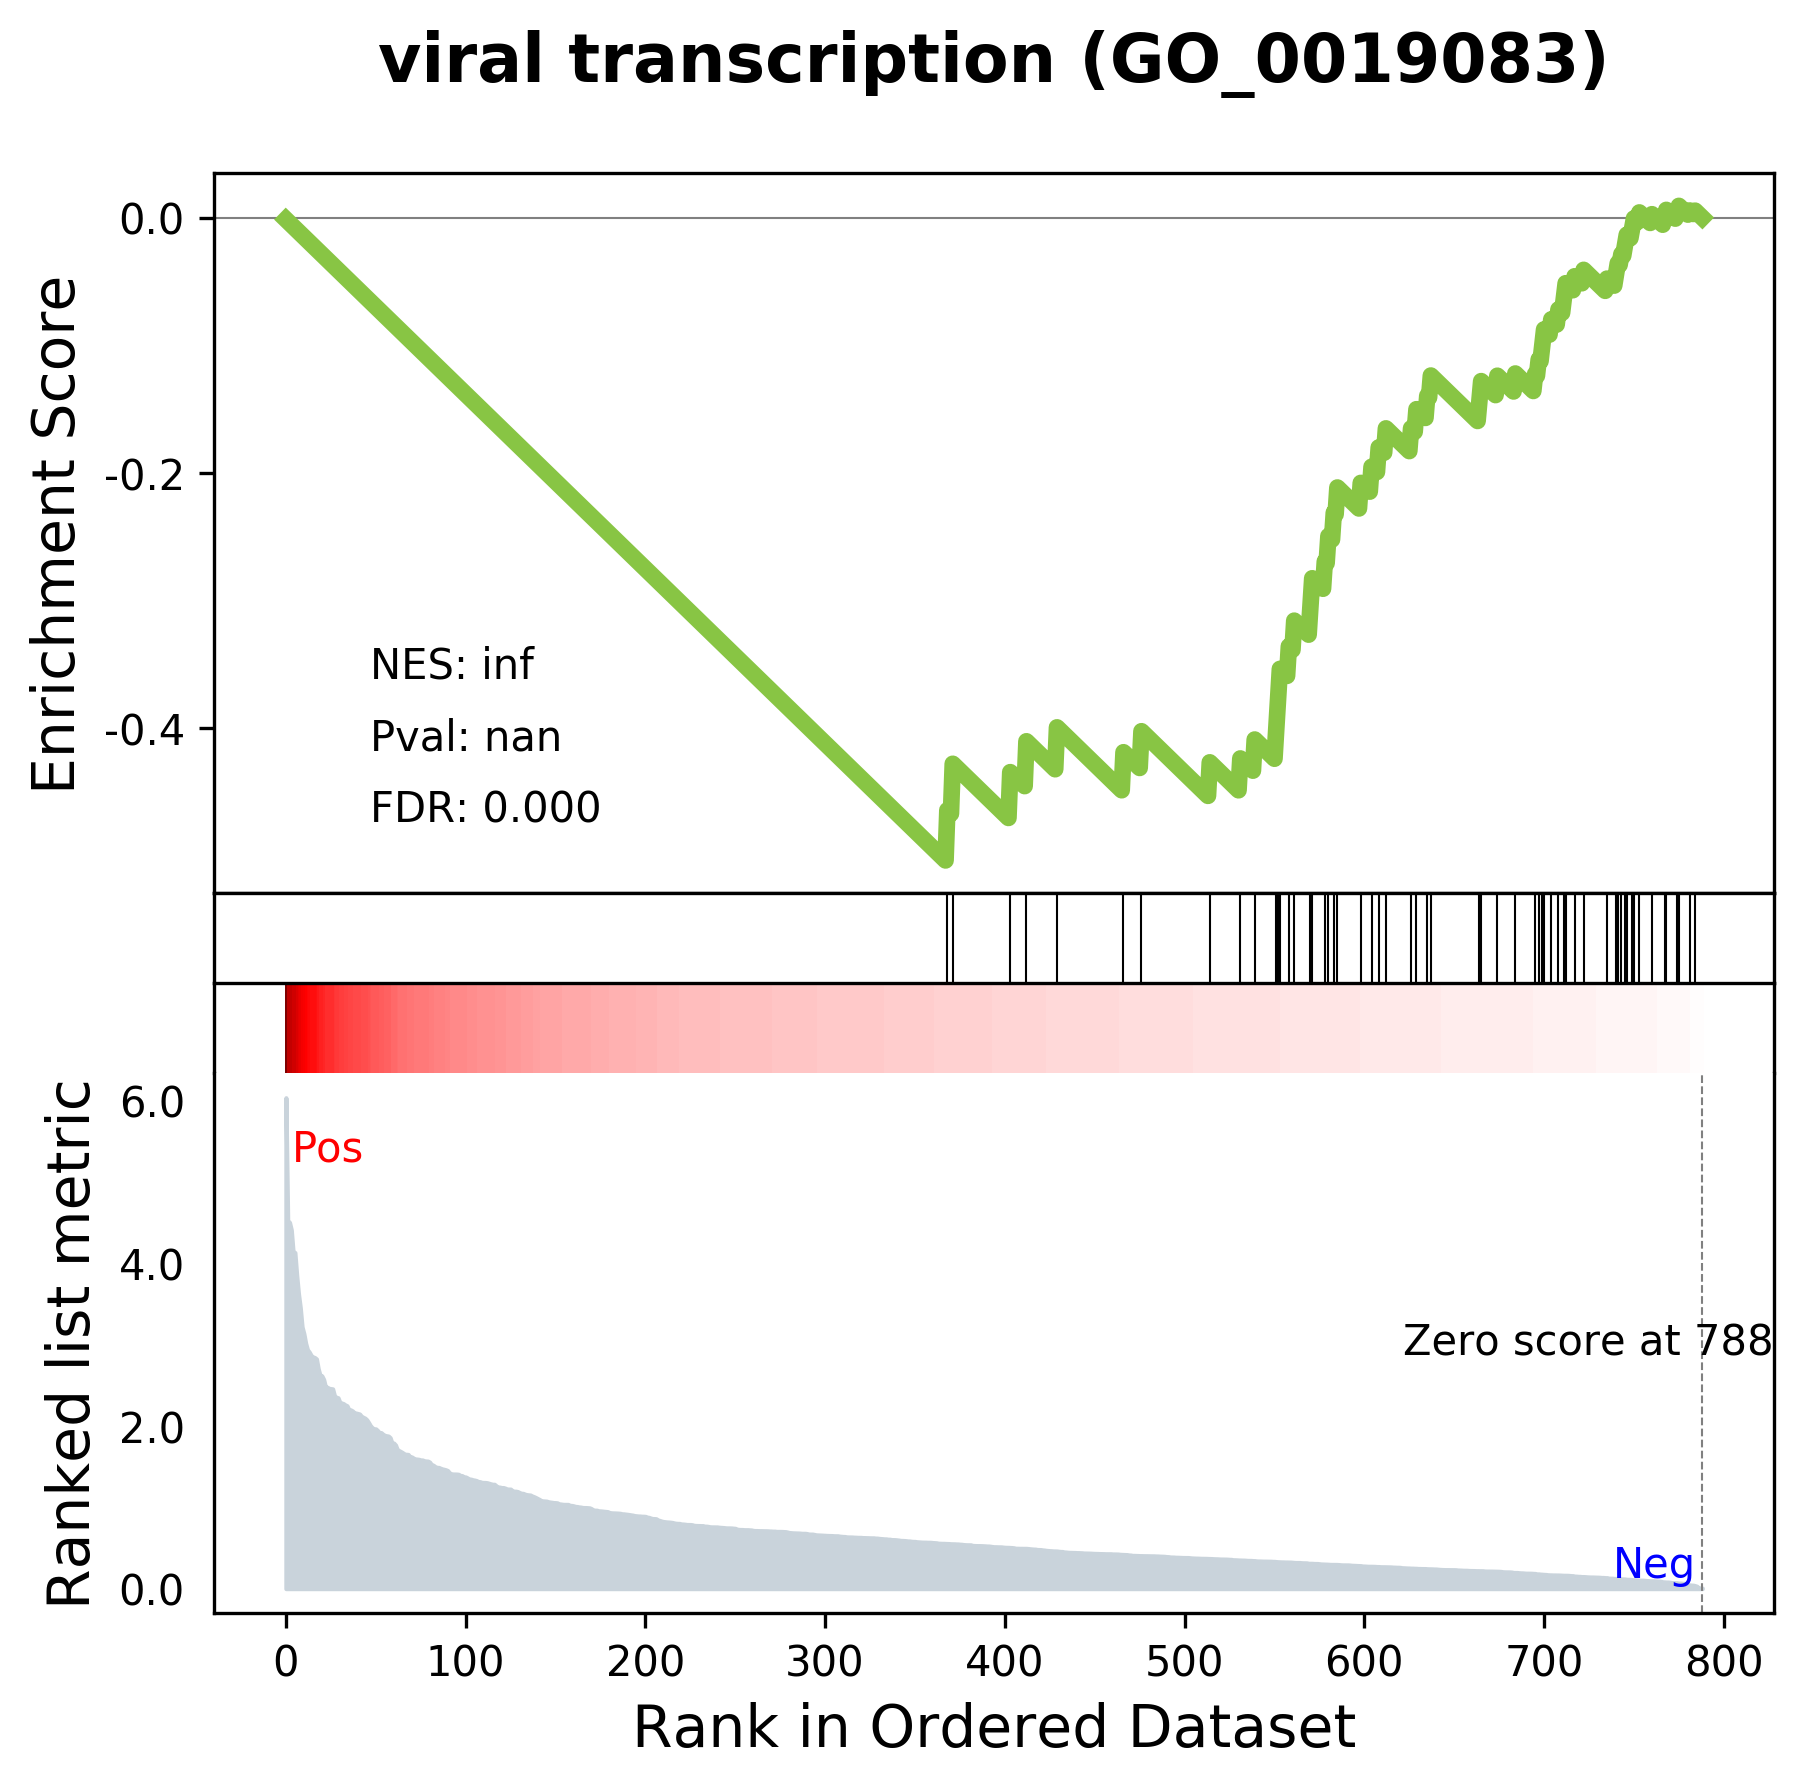 viral transcription (GO_0019083)
Enrichment Score
0.0
-0.2
-0.4
NES: inf
Pval: nan
FDR: 0.000
Ranked list metric
6.0
4.0
2.0
0.0
Pos
Zero score at 788
Neg
0 100 200 300 400 500 600 700 800
Rank in Ordered Dataset